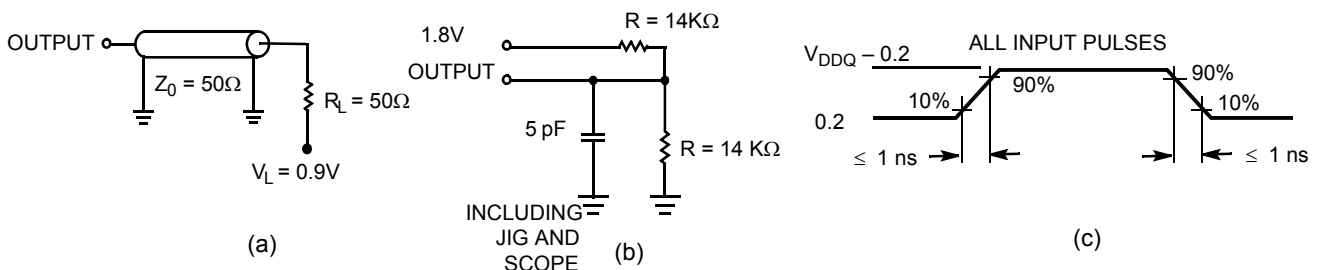 OUTPUT
Z0 = 50Ω
RL = 50Ω
VL = 0.9V
(a)
R = 14KΩ
1.8V
OUTPUT
5 pF
R = 14 KΩ
INCLUDING
JIG AND
SCOPE
(b)
ALL INPUT PULSES
VDDQ – 0.2
90%
90%
10%
10%
0.2
≤ 1 ns
≤ 1 ns
(c)